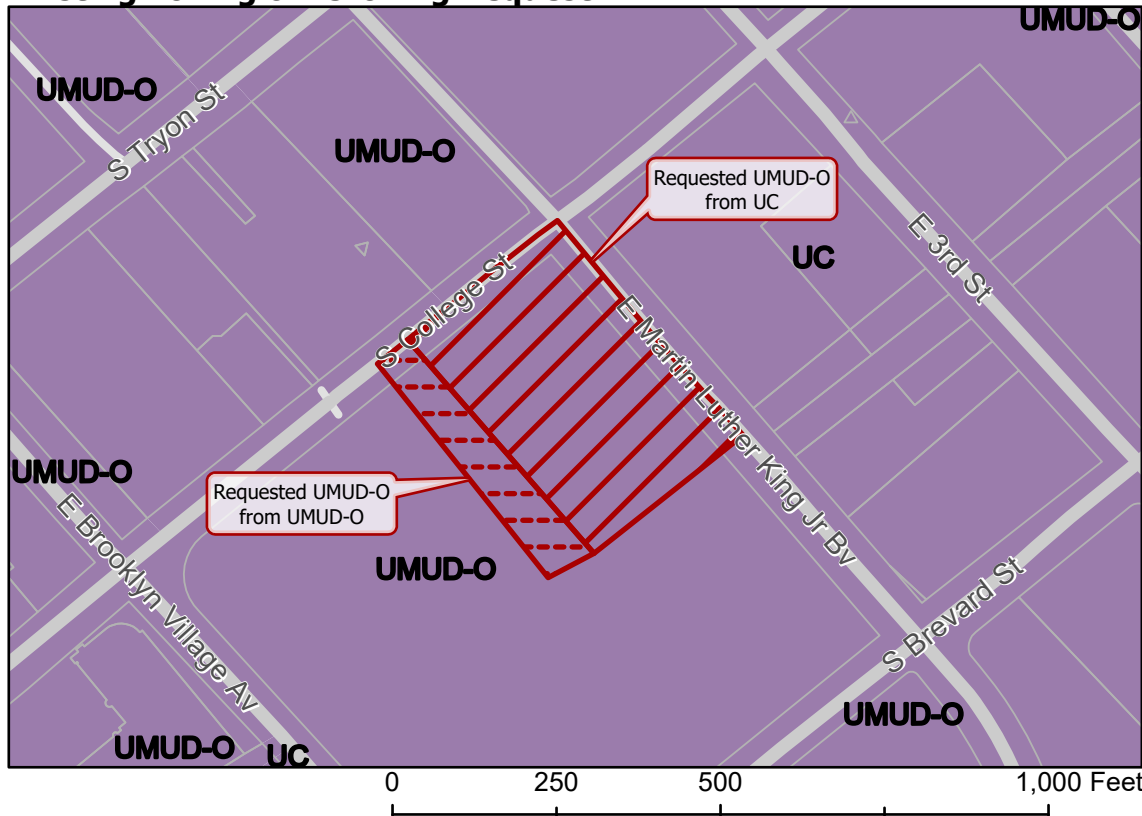 UMUD-O
UMUD-O
S Tryon St
UMUD-O
Requested UMUD-O
from UC
UC
E 3rd St
S College St
E Martin Luther King Jr Bv
UMUD-O
Requested UMUD-O
from UMUD-O
E Brooklyn Village Av
UMUD-O
S Brevard St
UMUD-O
UMUD-O
UC
0
250
500
1,000 Feet